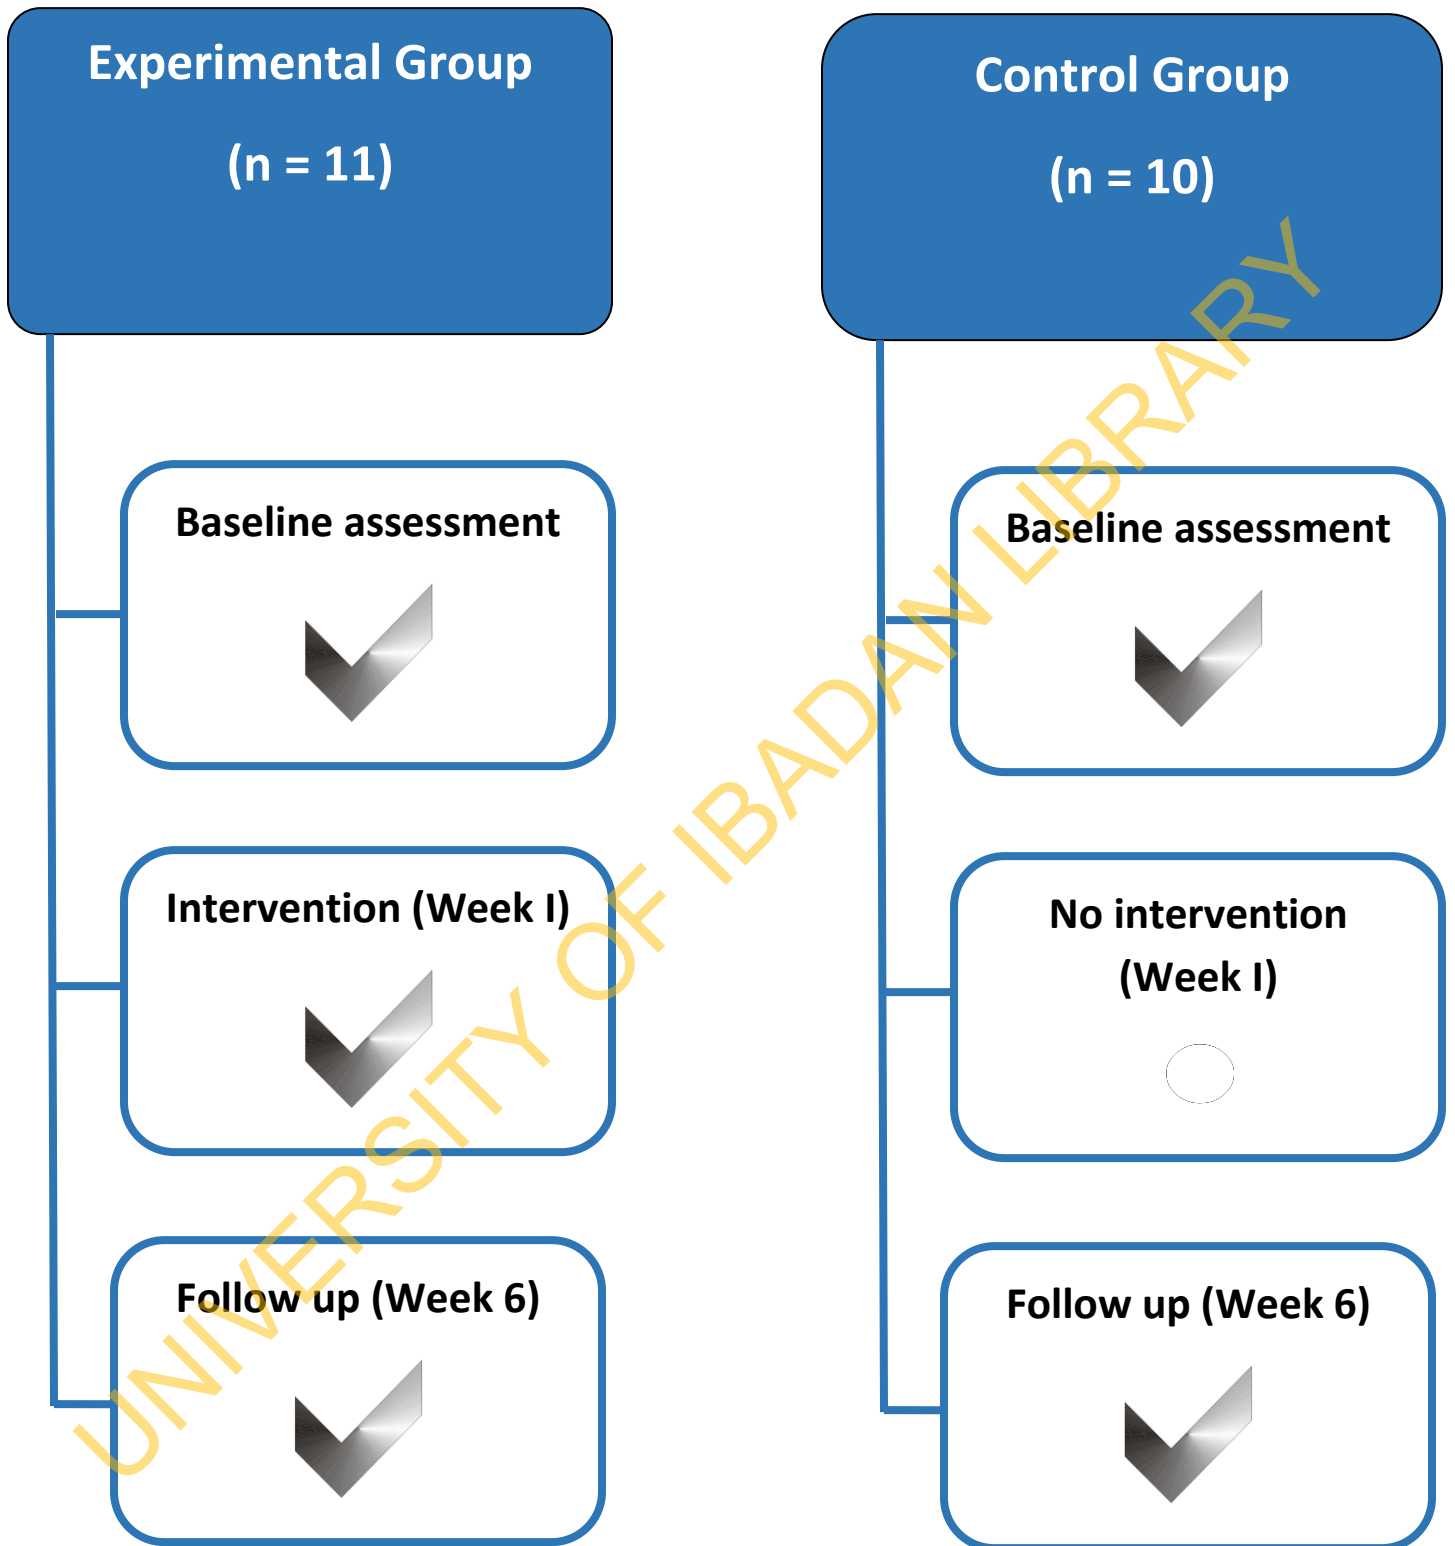 Experimental Group
(n = 11)
Baseline assessment
Intervention (Week I)
Follow up (Week 6)
Control Group
(n = 10)
Baseline assessment
No intervention
(Week I)
Follow up (Week 6)
UNIVERSITY OF IBADAN LIBRARY